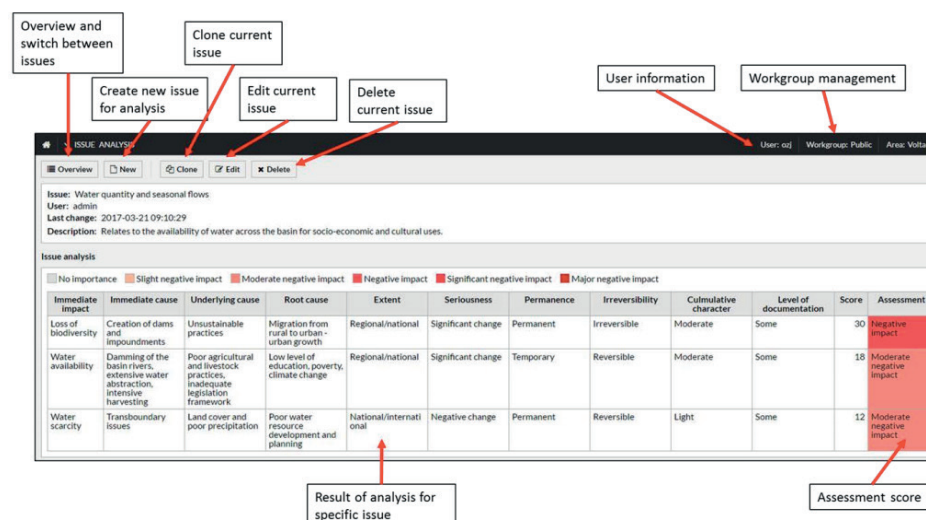 Overview and
switch between
issues
Clone current
issue
Create new issue
for analysis
Edit current
issue
Delete
current issue
User information
Workgroup management
ISSUE ANALYSIS
User: ozj
Workgroup: Public
Area: Volta
Overview
New
Clone
Edit
Delete
Issue: Water quantity and seasonal flows
User: admin
Last change: 2017-03-21 09:10:29
Description: Relates to the availability of water across the basin for socio-economic and cultural uses.
Issue analysis
No importance Slight negative impact Moderate negative impact Negative impact Significant negative impact Major negative impact
Immediate
impact
Immediate cause
Underlying cause
Root cause
Extent
Seriousness
Permanence
Irreversibility
Culmulative
character
Level of
documentation
Score
Assessment
Loss of
biodiversity
Creation of dams
and
impoundments
Unsustainable
practices
Migration from
rural to urban -
urban growth
Regional/national
Significant change
Permanent
Irreversible
Moderate
Some
30
Negative
impact
Water
availability
Damming of the
basin rivers,
extensive water
abstraction,
intensive
harvesting
Poor agricultural
and livestock
practices,
inadequate
legislation
framework
Low level of
education, poverty,
climate change
Regional/national
Significant change
Temporary
Reversible
Moderate
Some
18
Moderate
negative
impact
Water
scarcity
Transboundary
issues
Land cover and
poor precipitation
Poor water
resource
development and
planning
National/internati
onal
Negative change
Permanent
Reversible
Light
Some
12
Moderate
negative
impact
Result of analysis for
specific issue
Assessment score